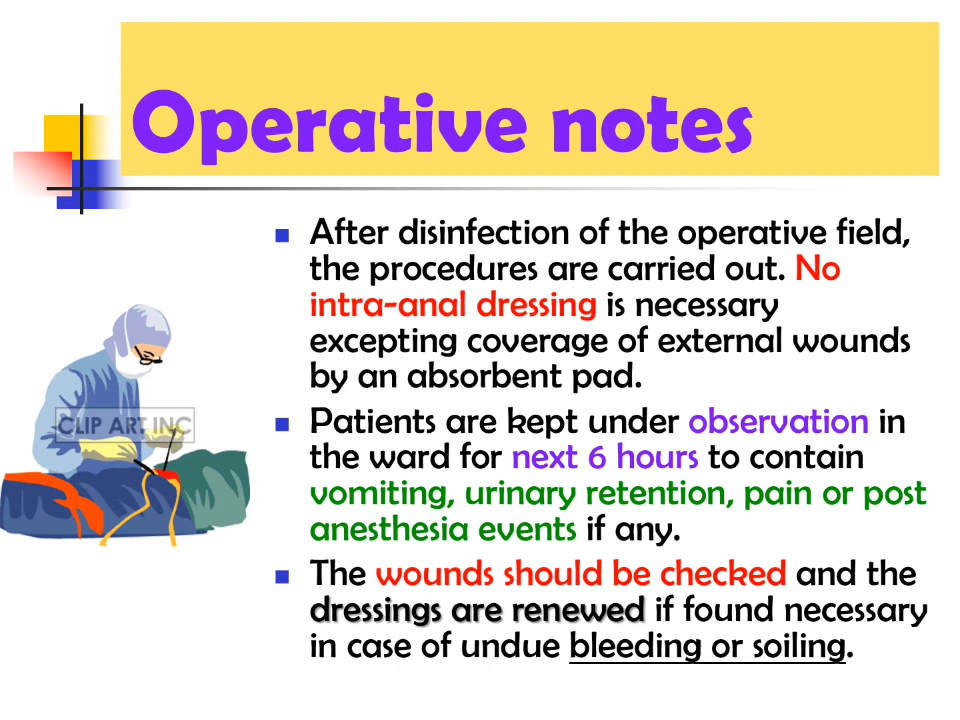 Operative notes
After disinfection of the operative field,
the procedures are carried out. No
intra-anal dressing is necessary
excepting coverage of external wounds
by an absorbent pad.
CLIP ART INC
Patients are kept under observation in
the ward for next 6 hours to contain
vomiting, urinary retention, pain or post
anesthesia events if any.
The wounds should be checked and the
dressings are renewed if found necessary
in case of undue bleeding or soiling.